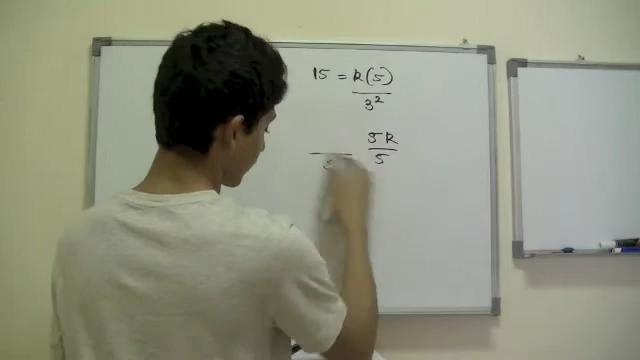 15 = k(5)
3²
5k
5